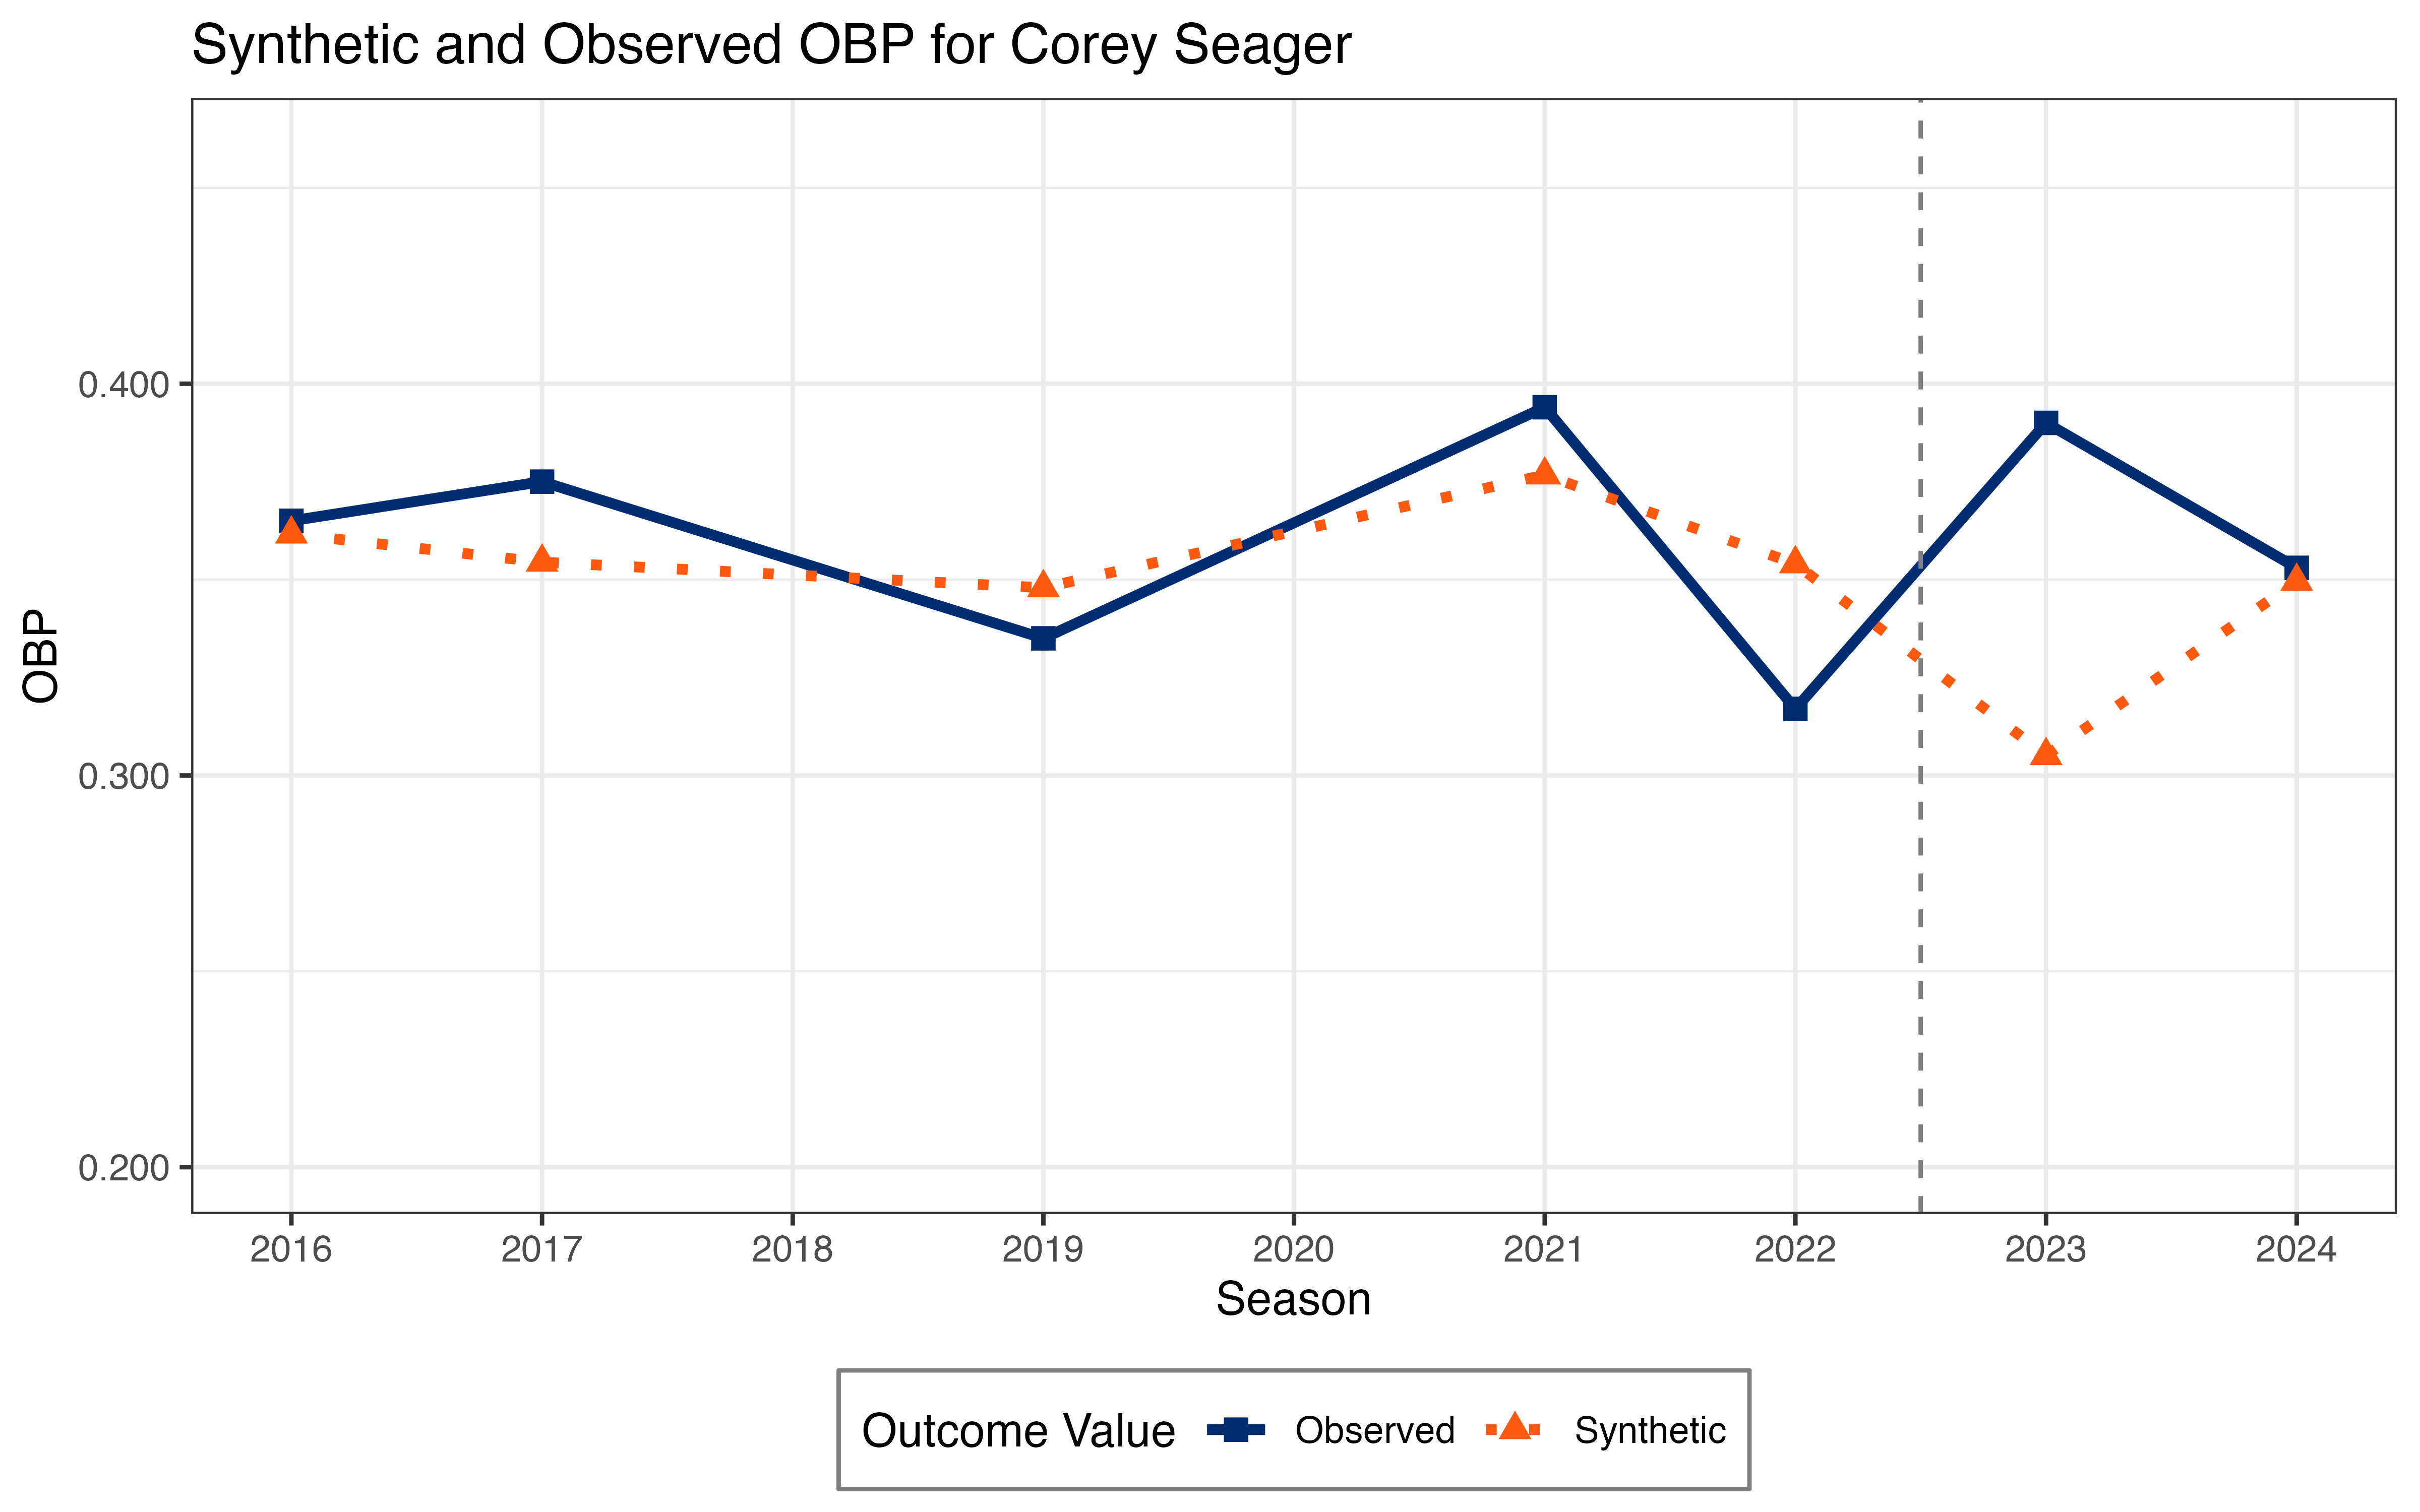 Synthetic and Observed OBP for Corey Seager
OBP
0.400
0.300
0.200
2016 2017 2018 2019 2020 2021 2022 2023 2024
Season
Outcome Value Observed Synthetic